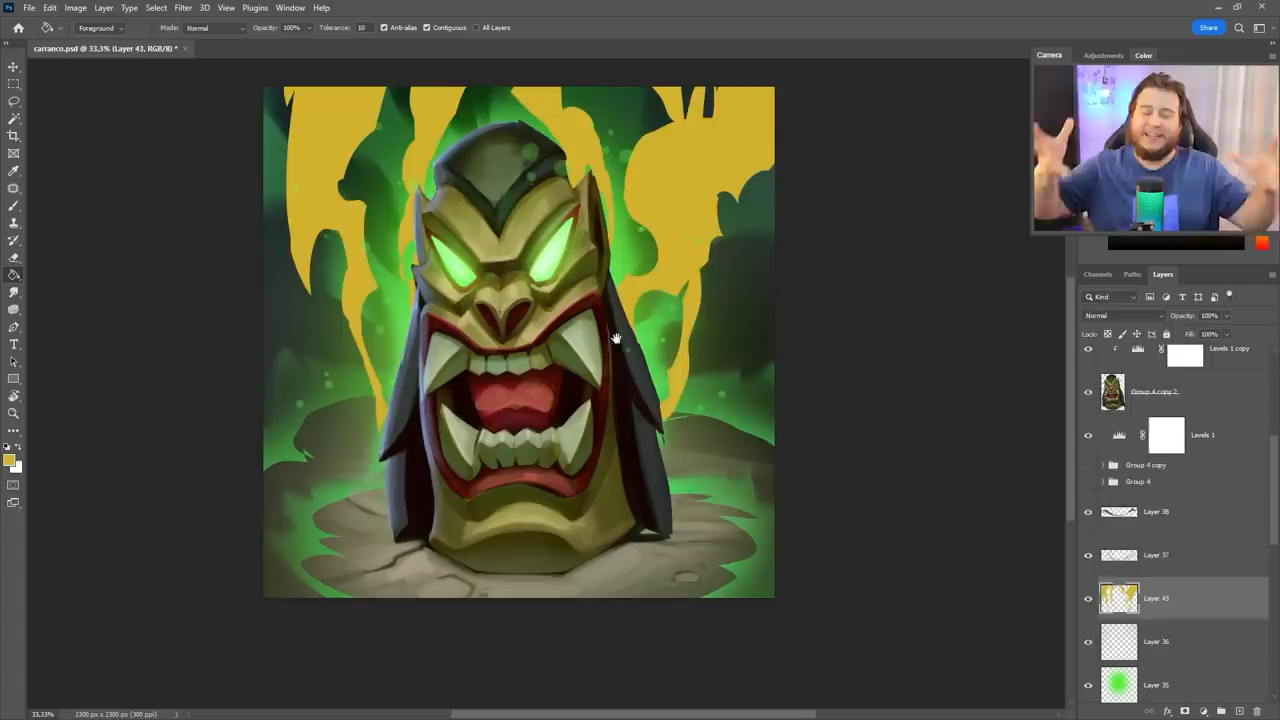 Ps File Edit Image Layer Type Select Filter 3D View Plugins Window Help
Foreground Mode: Normal Opacity: 100% Tolerance: 10 Anti-alias Contiguous All Layers Share
carranco.psd @ 33,3% (Layer 43, RGB/8) * ×
Camera Adjustments Color
Channels Paths Layers
Kind
Normal Opacity: 100%
Lock: Fill: 100%
Levels 1 copy
Group 4 copy 2
Levels 1
Group 4 copy
Group 4
Layer 38
Layer 37
Layer 43
Layer 36
Layer 35
33,33% 2300 px x 2300 px (300 ppi)